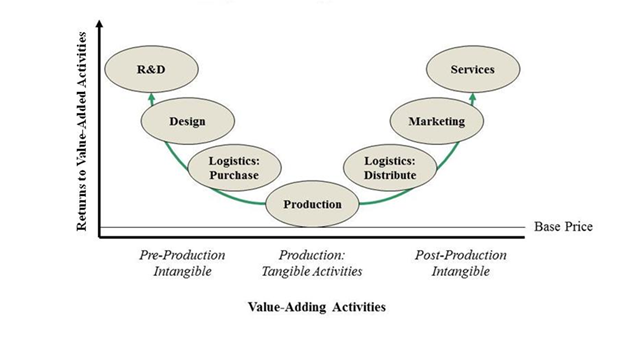 Returns to Value-Added Activities
R&D
Services
Design
Marketing
Logistics:
Purchase
Logistics:
Distribute
Production
Base Price
Pre-Production
Intangible
Production:
Tangible Activities
Post-Production
Intangible
Value-Adding Activities